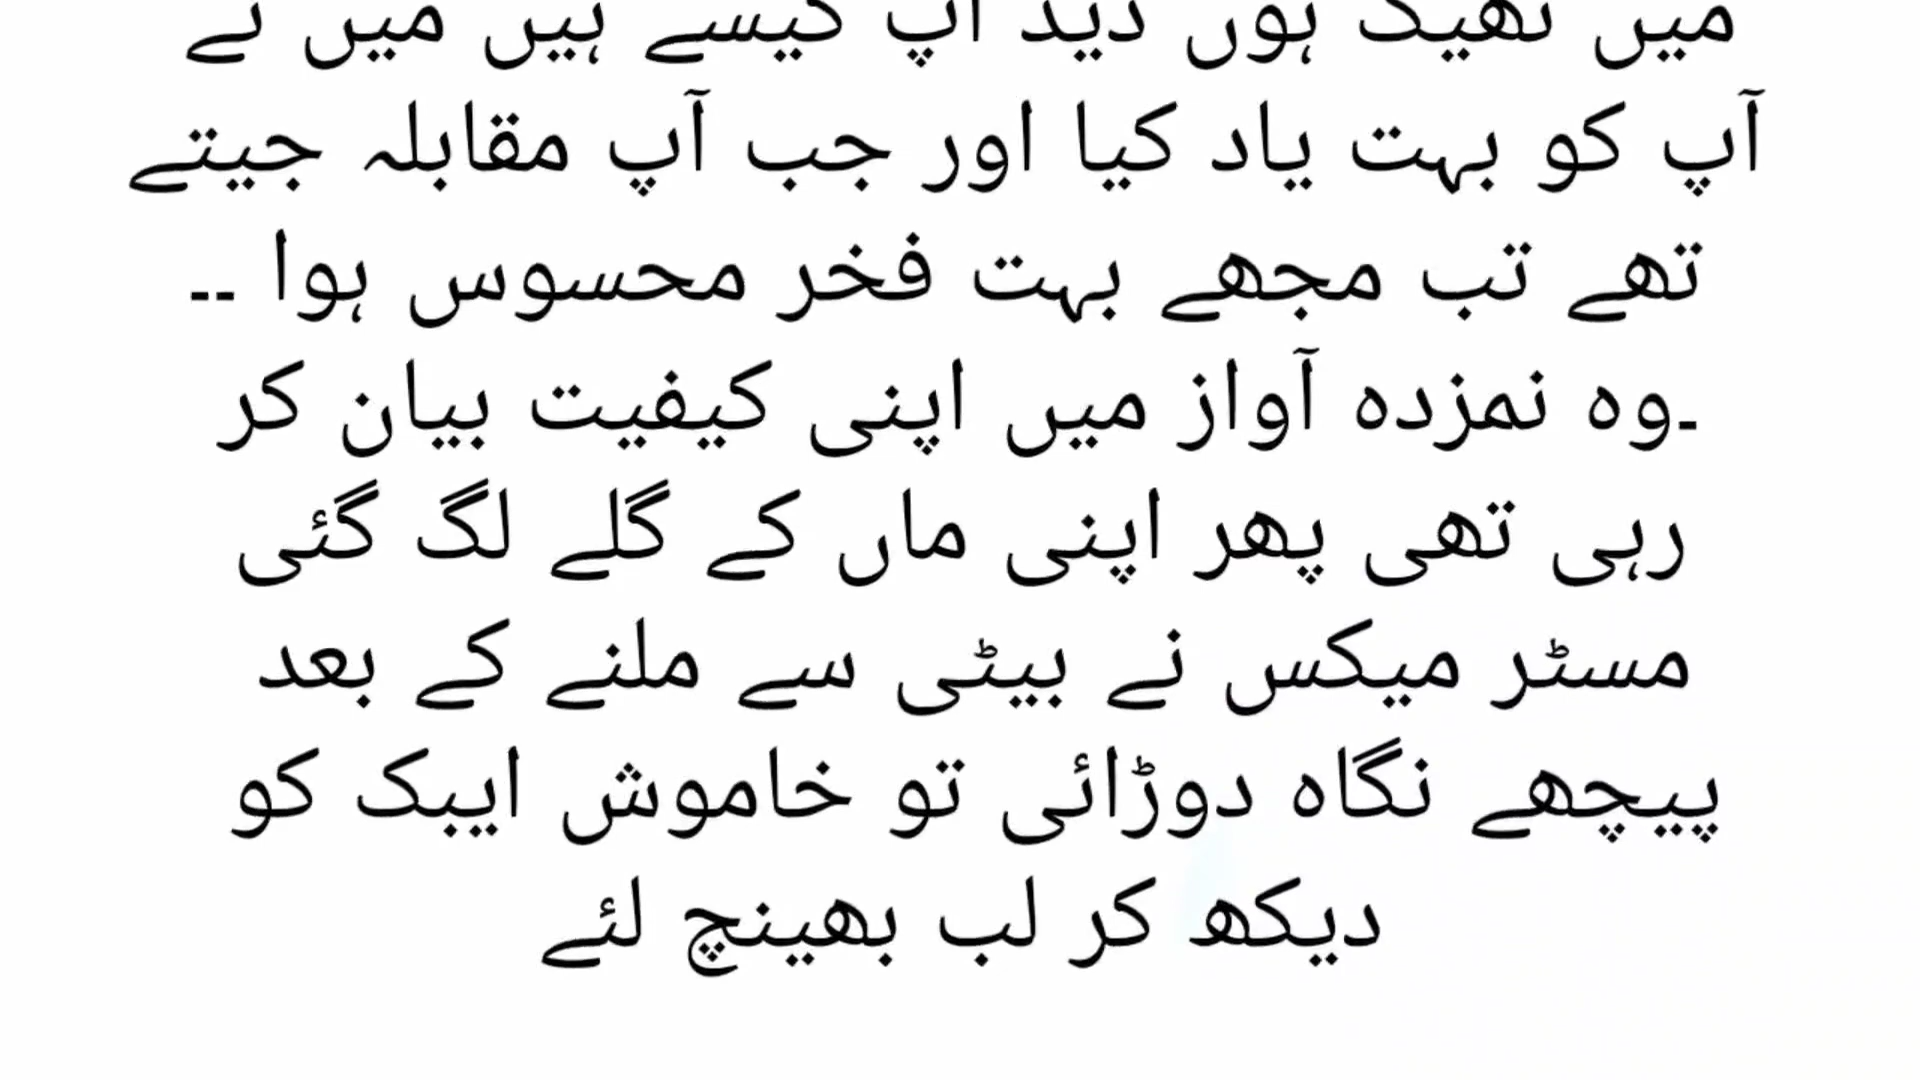 میں ٹھیک ہوں ڈیڈ آپ کیسے ہیں میں نے
آپ کو بہت یاد کیا اور جب آپ مقابلہ جیتے
تھے تب مجھے بہت فخر محسوس ہوا --
-وہ نمزدہ آواز میں اپنی کیفیت بیان کر
رہی تھی پھر اپنی ماں کے گلے لگ گئی
مسٹر میکس نے بیٹی سے ملنے کے بعد
پیچھے نگاہ دوڑائی تو خاموش ایبک کو
دیکھ کر لب بھینچ لئے